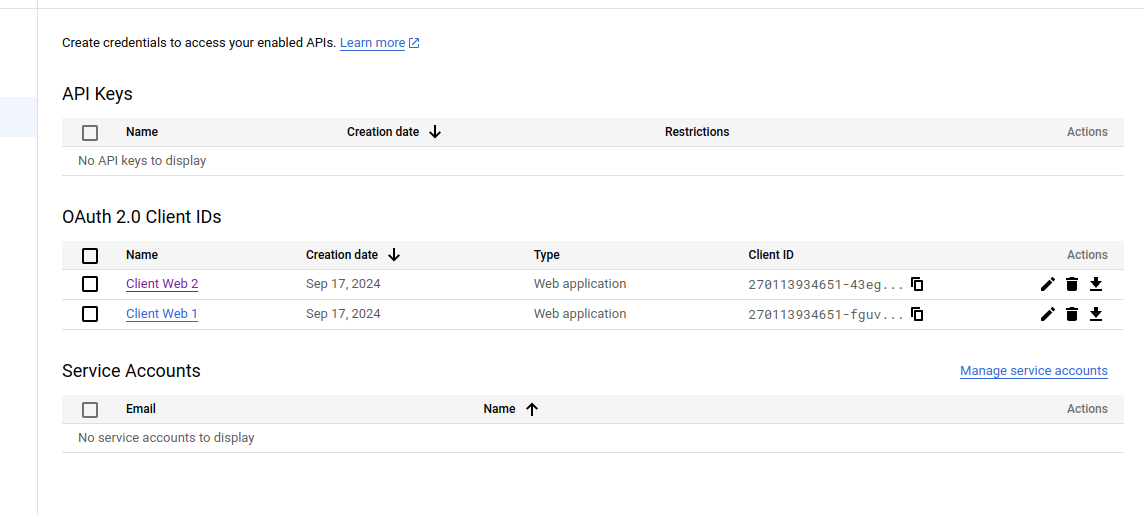 Create credentials to access your enabled APIs. Learn more
API Keys
Name Creation date Restrictions Actions
No API keys to display
OAuth 2.0 Client IDs
Name Creation date Type Client ID Actions
Client Web 2 Sep 17, 2024 Web application 270113934651-43eg...
Client Web 1 Sep 17, 2024 Web application 270113934651-fguv...
Service Accounts Manage service accounts
Email Name Actions
No service accounts to display